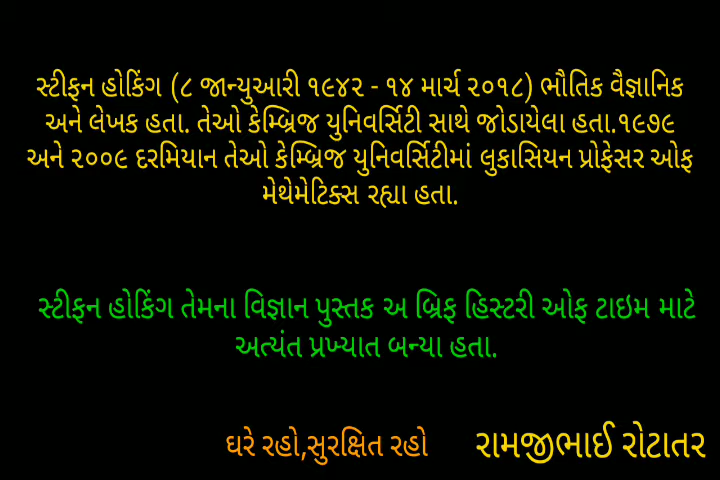 સ્ટીફન હોકિંગ (૮ જાન્યુઆરી ૧૯૪૨ - ૧૪ માર્ચ ૨૦૧૮) ભૌતિક વૈજ્ઞાનિક
અને લેખક હતા. તેઓ કેમ્બ્રિજ યુનિવર્સિટી સાથે જોડાયેલા હતા.૧૯૭૯
અને ૨૦૦૯ દરમિયાન તેઓ કેમ્બ્રિજ યુનિવર્સિટીમાં લુકાસિયન પ્રોફેસર ઓફ
મેથેમેટિક્સ રહ્યા હતા.
સ્ટીફન હોકિંગ તેમના વિજ્ઞાન પુસ્તક અ બ્રિફ હિસ્ટરી ઓફ ટાઇમ માટે
અત્યંત પ્રખ્યાત બન્યા હતા.
ઘરે રહો,સુરક્ષિત રહો રામજીભાઈ રોટાતર